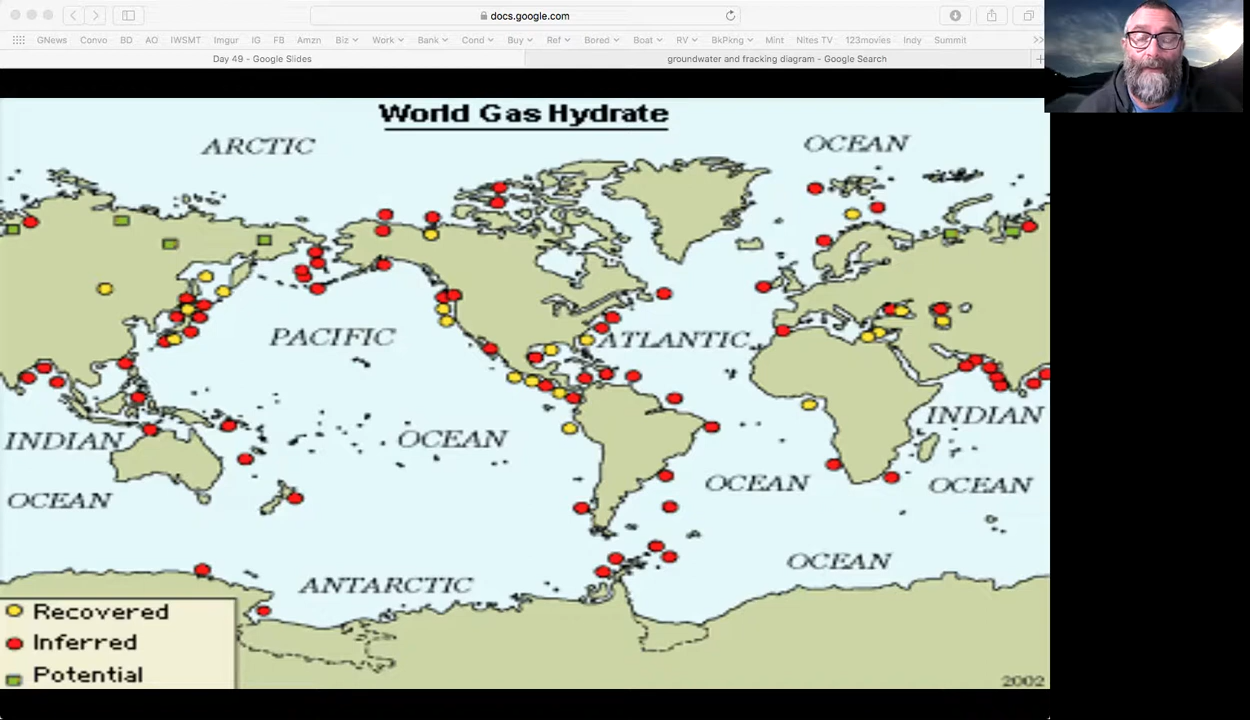 docs.google.com
GNews Convo BD AO IWSMT Imgur IG FB Amzn Biz Work Bank Cond Buy Ref Bored Boat RV BkPkng Mint Nites TV 123movies Indy Summit
Day 49 - Google Slides groundwater and fracking diagram - Google Search
World Gas Hydrate
ARCTIC OCEAN
PACIFIC ATLANTIC
INDIAN OCEAN INDIAN
OCEAN OCEAN OCEAN
ANTARCTIC OCEAN
Recovered
Inferred
Potential
2002